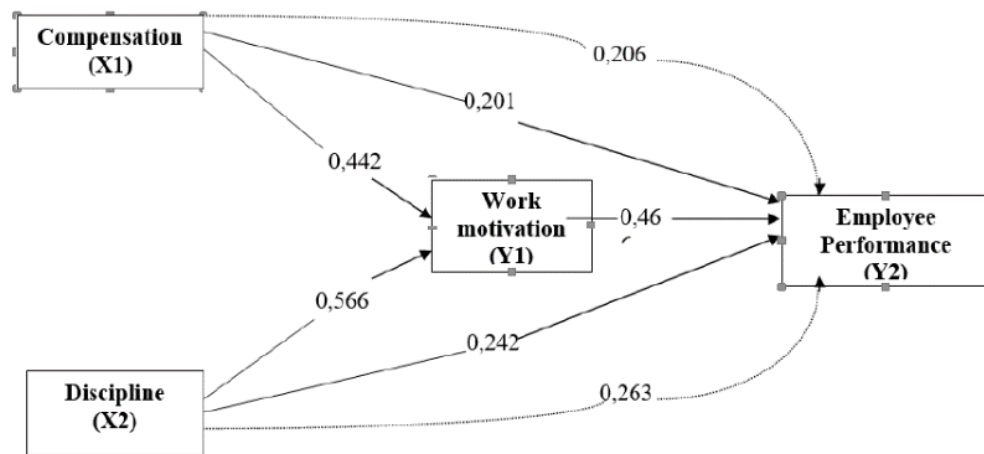 Compensation
(X1)
0,206
0,201
0,442
Work
motivation
(Y1)
0,46
Employee
Performance
(Y2)
0,566
0,242
Discipline
(X2)
0,263